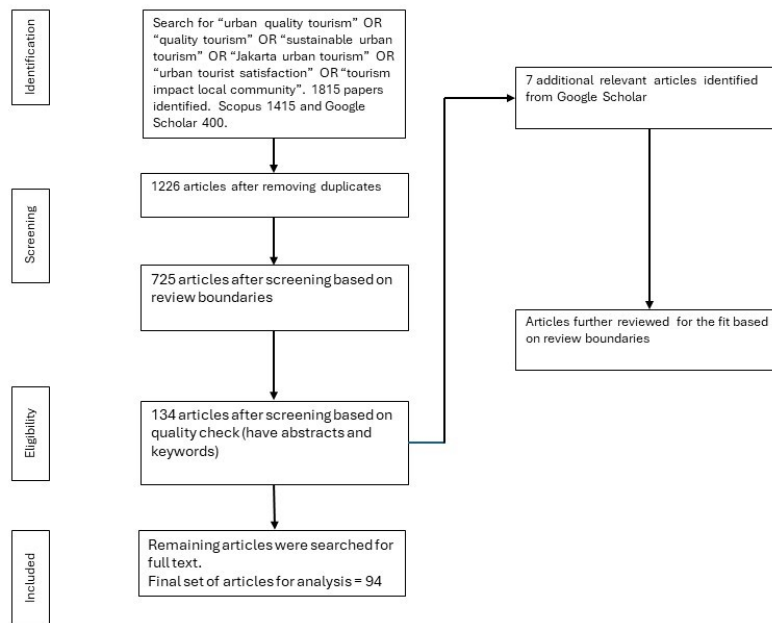 Identification
Search for “urban quality tourism” OR
“quality tourism” OR “sustainable urban
tourism” OR “Jakarta urban tourism” OR
“urban tourist satisfaction” OR “tourism
impact local community”. 1815 papers
identified. Scopus 1415 and Google
Scholar 400.
7 additional relevant articles identified
from Google Scholar
Screening
1226 articles after removing duplicates
725 articles after screening based on
review boundaries
Articles further reviewed for the fit based
on review boundaries
Eligibility
134 articles after screening based on
quality check (have abstracts and
keywords)
Included
Remaining articles were searched for
full text.
Final set of articles for analysis = 94